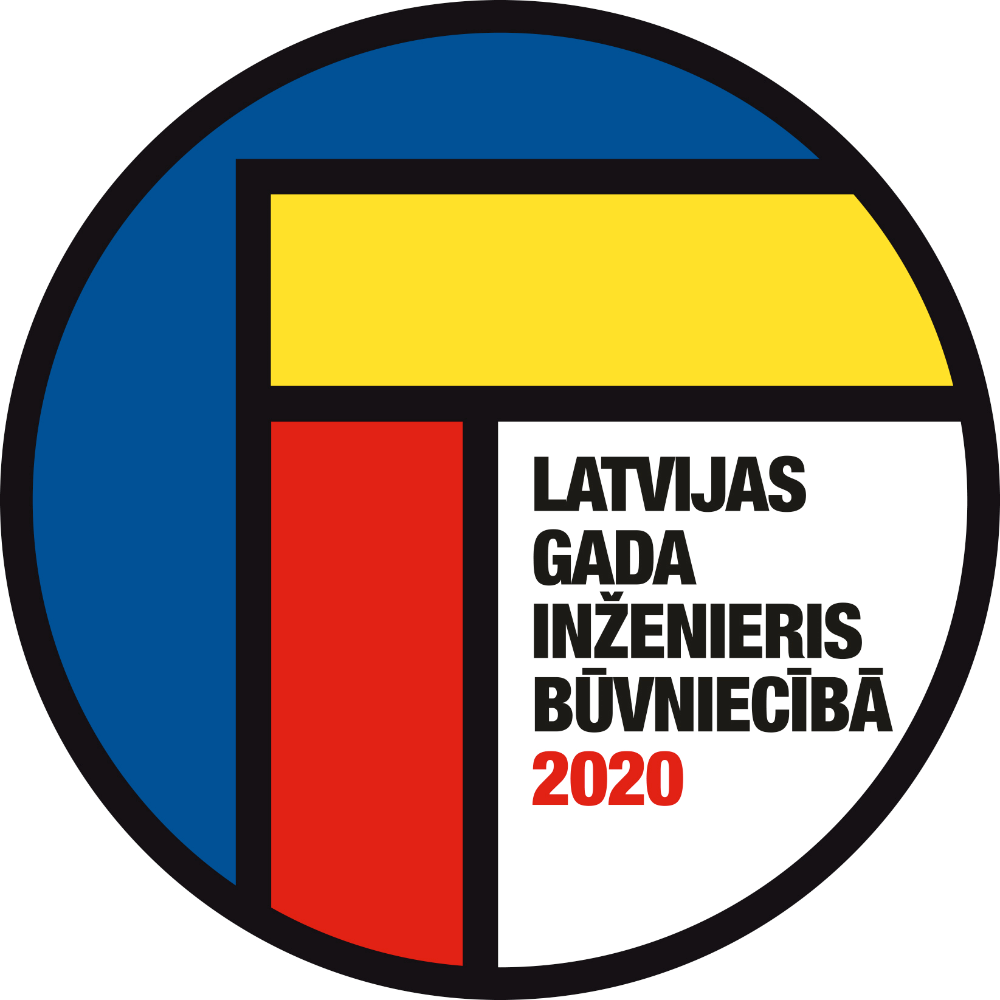 LATVIJAS
GADA
INŽENIERIS
BŪVNIECĪBĀ
2020